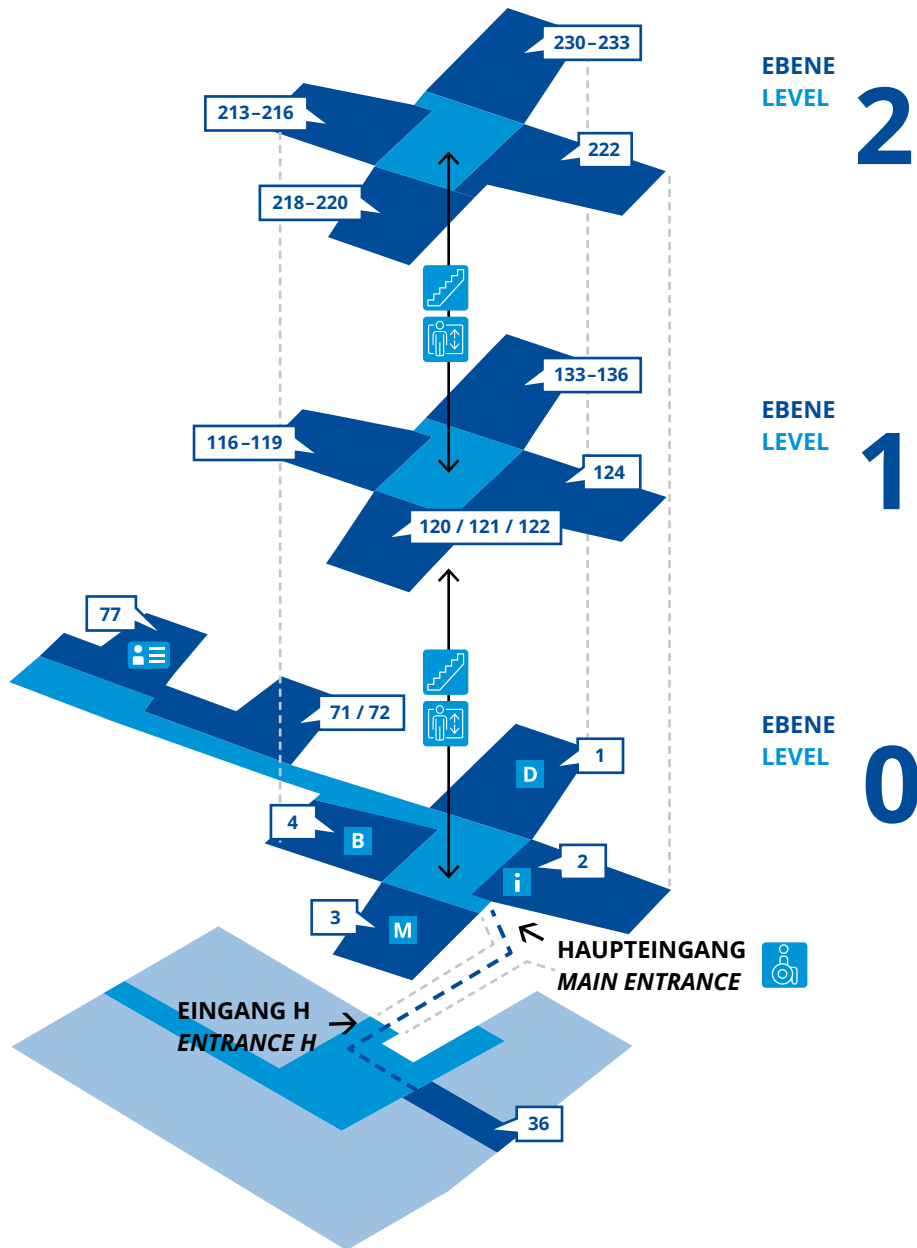 230–233
EBENE
LEVEL
2
213–216
222
218–220
133–136
EBENE
LEVEL
1
116–119
124
120 / 121 / 122
77
71 / 72
EBENE
LEVEL
0
1
D
4
B
2
i
3
M
HAUPTEINGANG
MAIN ENTRANCE
EINGANG H
ENTRANCE H
36